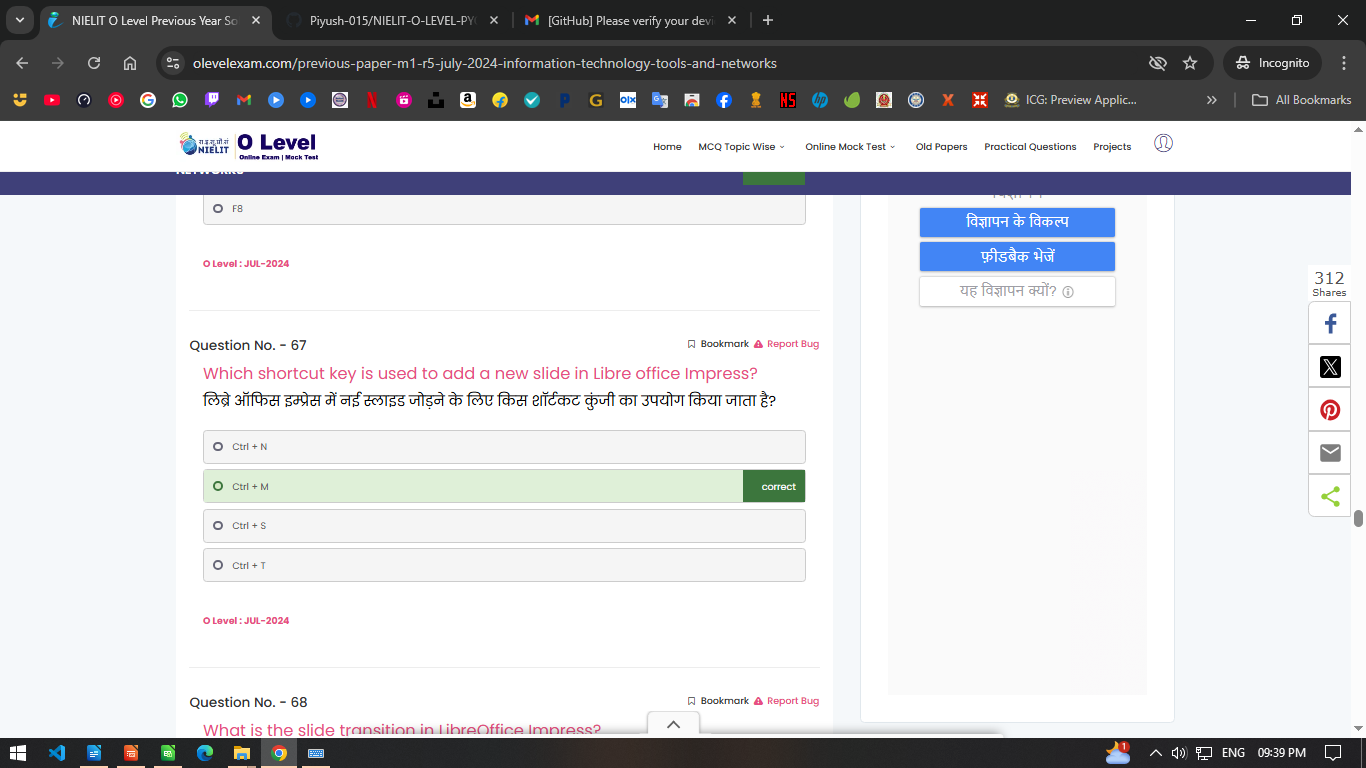 NIELIT O Level Previous Year So
Piyush-015/NIELIT-O-LEVEL-PY
[GitHub] Please verify your devi
olevelexam.com/previous-paper-m1-r5-july-2024-information-technology-tools-and-networks
Incognito
ICG: Preview Applic...
All Bookmarks
रा.इ.सू.प्रौ.सं
NIELIT
O Level
Online Exam | Mock Test
Home
MCQ Topic Wise
Online Mock Test
Old Papers
Practical Questions
Projects
NETWORKS
F8
O Level : JUL-2024
Question No. - 67
Bookmark
Report Bug
Which shortcut key is used to add a new slide in Libre office Impress?
लिब्रे ऑफिस इम्प्रेस में नई स्लाइड जोड़ने के लिए किस शॉर्टकट कुंजी का उपयोग किया जाता है?
Ctrl + N
Ctrl + M
correct
Ctrl + S
Ctrl + T
O Level : JUL-2024
Question No. - 68
Bookmark
Report Bug
What is the slide transition in LibreOffice Impress?
विज्ञापन के विकल्प
फ़ीडबैक भेजें
यह विज्ञापन क्यों?
312
Shares
1
ENG
09:39 PM